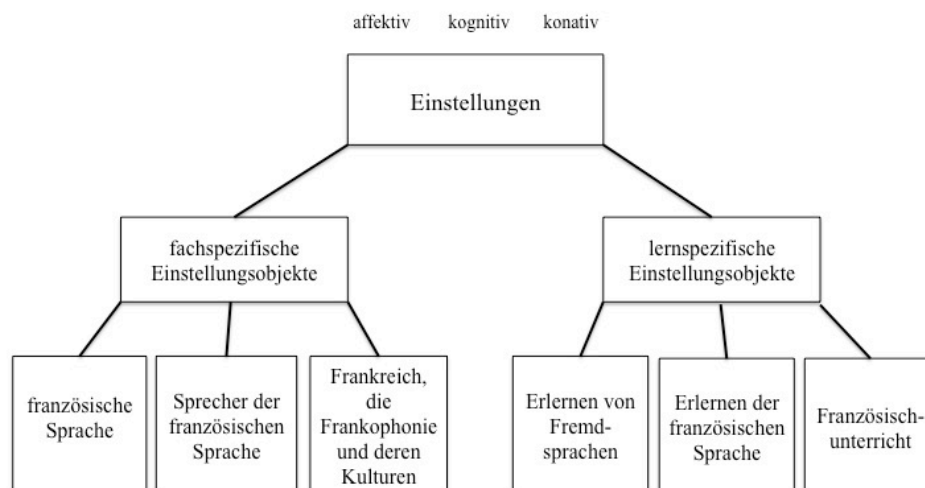 affektiv kognitiv konativ
Einstellungen
fachspezifische
Einstellungsobjekte
lernspezifische
Einstellungsobjekte
französische
Sprache
Sprecher der
französischen
Sprache
Frankreich,
die
Frankophonie
und deren
Kulturen
Erlernen von
Fremd-
sprachen
Erlernen der
französischen
Sprache
Französisch-
unterricht